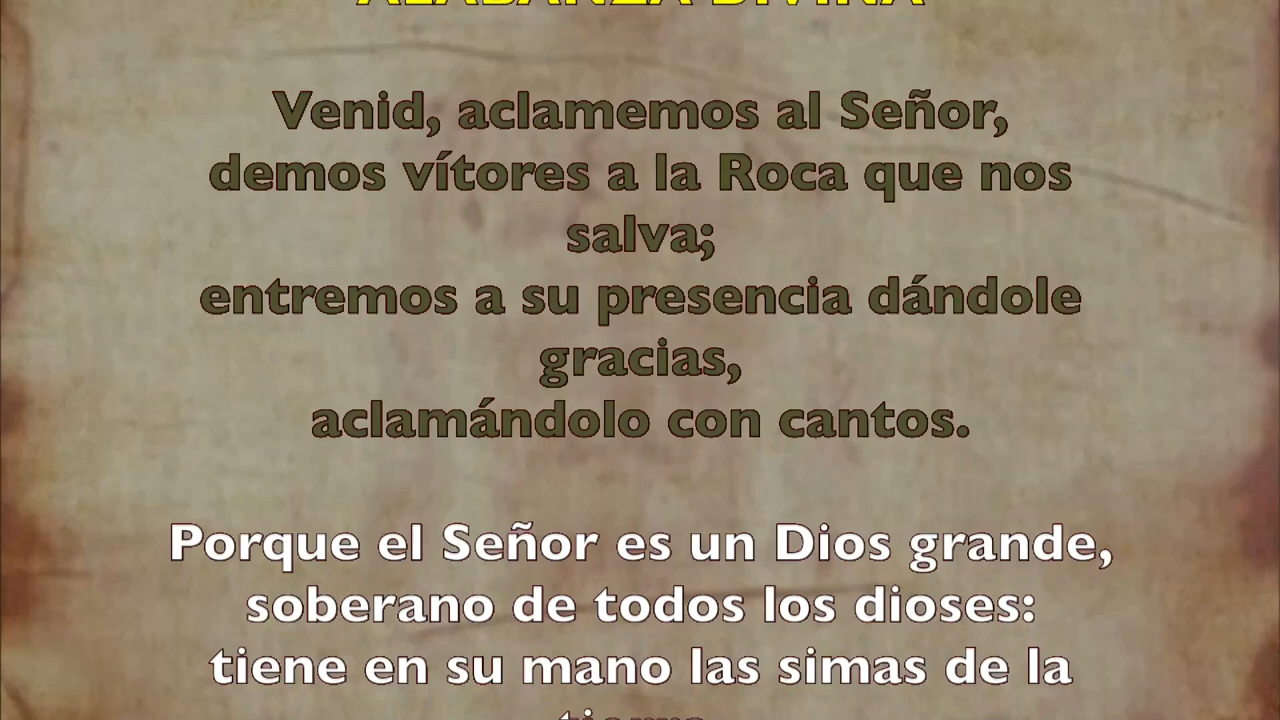 ALABANZA DIVINA
Venid, aclamemos al Señor,
demos vítores a la Roca que nos
salva;
entremos a su presencia dándole
gracias,
aclamándolo con cantos.
Porque el Señor es un Dios grande,
soberano de todos los dioses:
tiene en su mano las simas de la